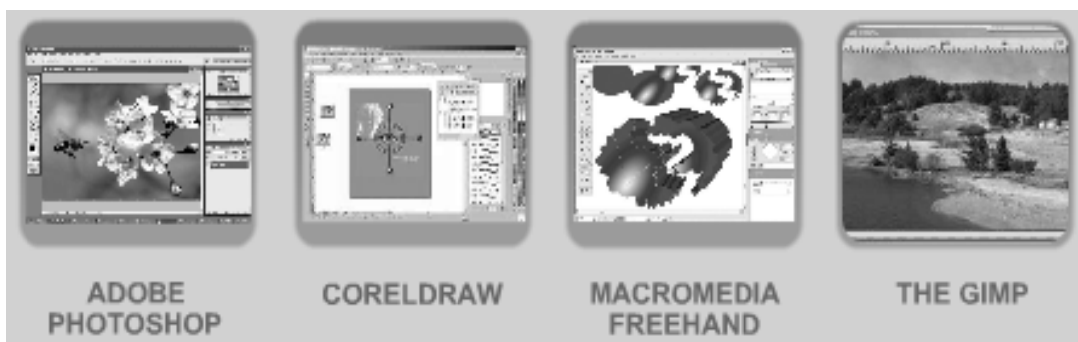 ADOBE
PHOTOSHOP
CORELDRAW
MACROMEDIA
FREEHAND
THE GIMP